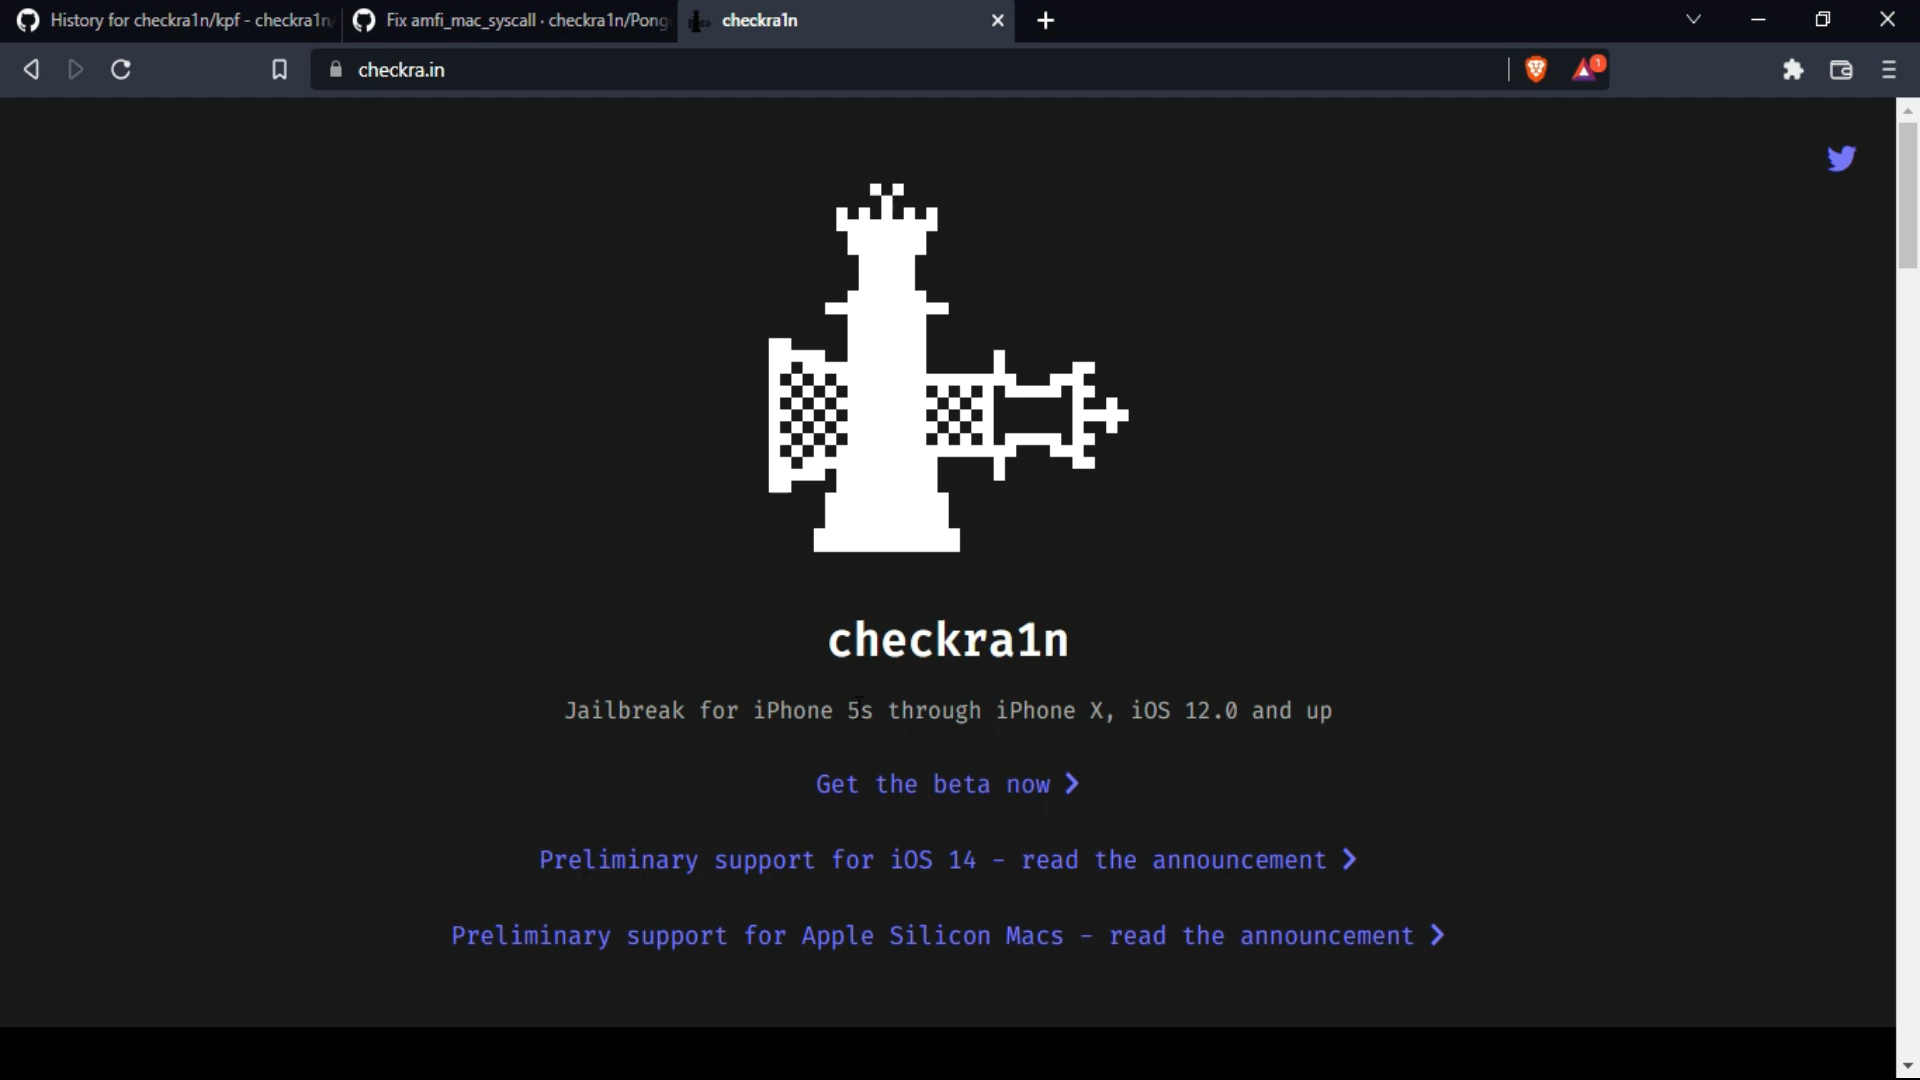 History for checkra1n/kpf - checkra1n/
Fix amfi_mac_syscall · checkra1n/Pong
checkra1n
checkra.in
1
checkra1n
Jailbreak for iPhone 5s through iPhone X, iOS 12.0 and up
Get the beta now
Preliminary support for iOS 14 - read the announcement
Preliminary support for Apple Silicon Macs - read the announcement